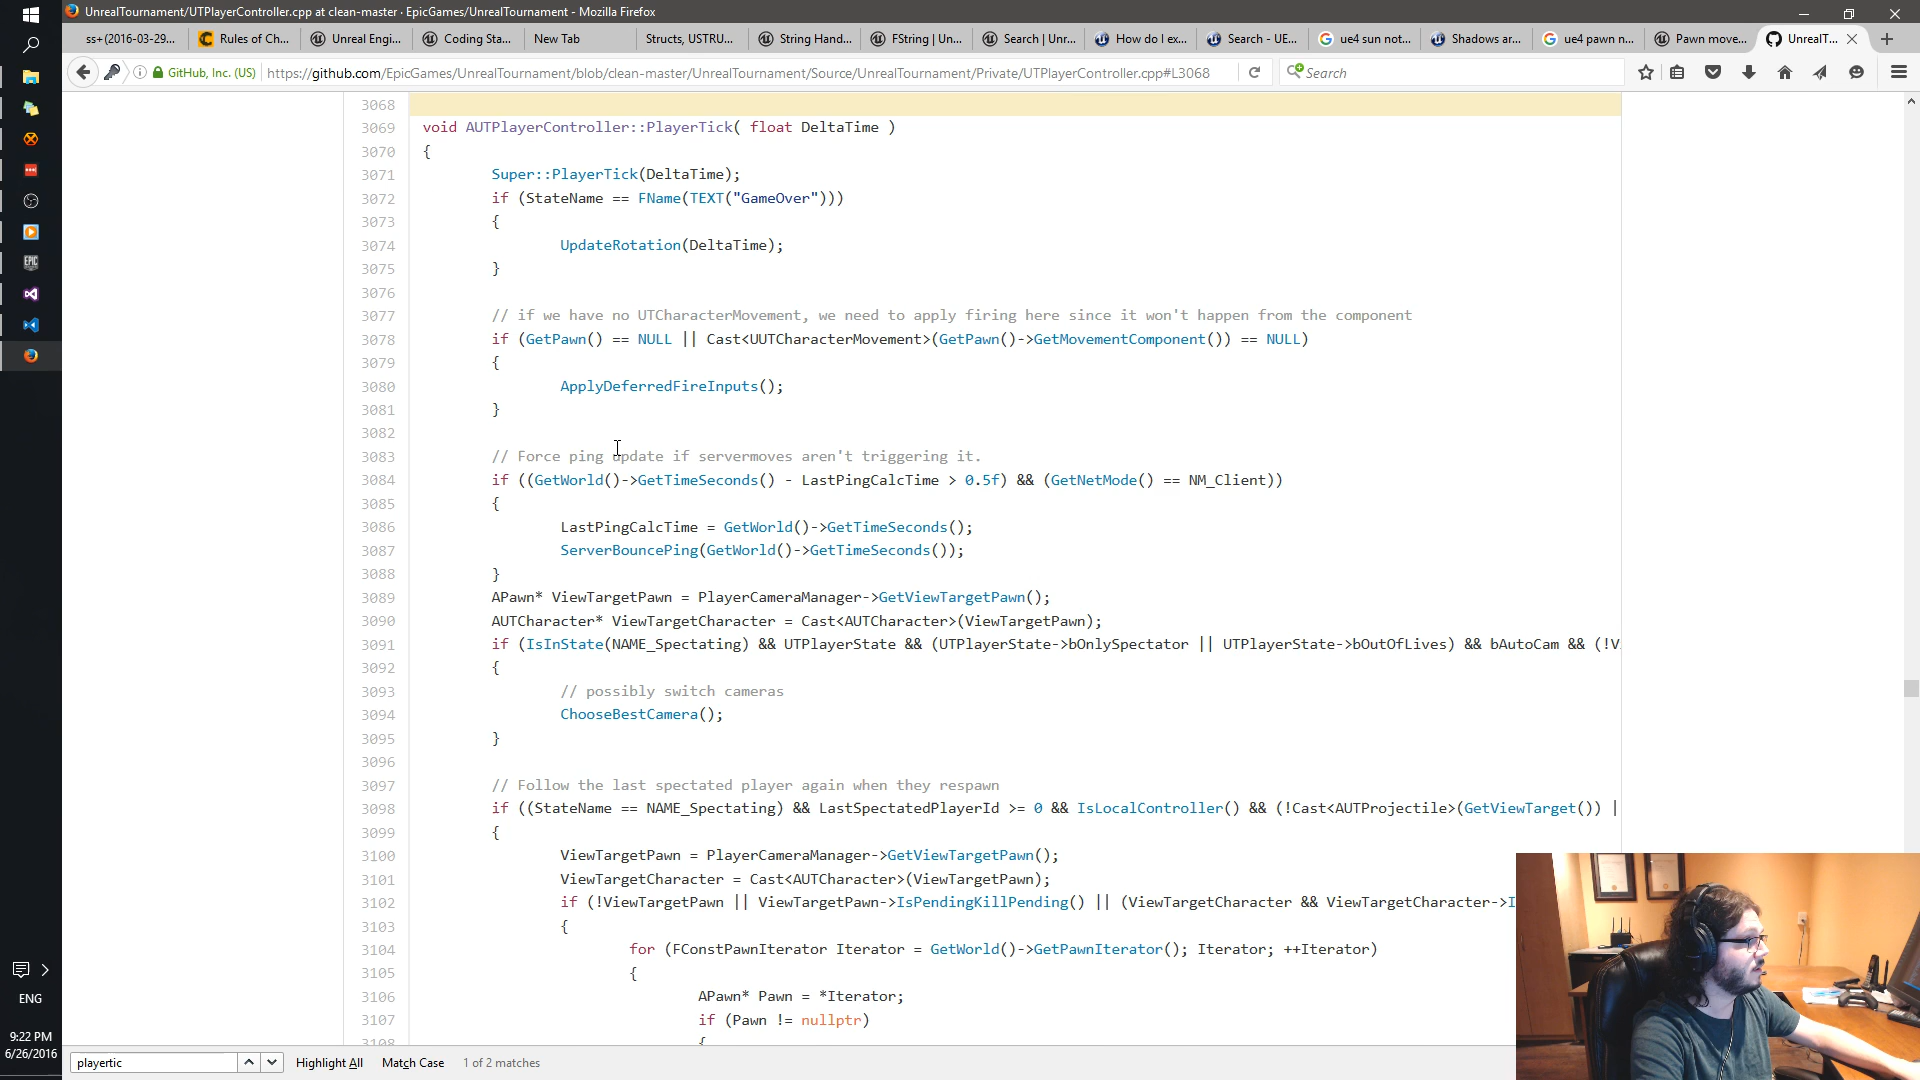 UnrealTournament/UTPlayerController.cpp at clean-master · EpicGames/UnrealTournament - Mozilla Firefox
ss+(2016-03-29...
Rules of Ch...
Unreal Engi...
Coding Sta...
New Tab
Structs, USTRU...
String Hand...
FString | Un...
Search | Unr...
How do I ex...
Search - UE...
ue4 sun not...
Shadows ar...
ue4 pawn n...
Pawn move...
UnrealT...
GitHub, Inc. (US)
https://github.com/EpicGames/UnrealTournament/blob/clean-master/UnrealTournament/Source/UnrealTournament/Private/UTPlayerController.cpp#L3068
Search
3068
3069 void AUTPlayerController::PlayerTick( float DeltaTime )
3070 {
3071 Super::PlayerTick(DeltaTime);
3072 if (StateName == FName(TEXT("GameOver")))
3073 {
3074 UpdateRotation(DeltaTime);
3075 }
3076
3077 // if we have no UTCharacterMovement, we need to apply firing here since it won't happen from the component
3078 if (GetPawn() == NULL || Cast<UUTCharacterMovement>(GetPawn()->GetMovementComponent()) == NULL)
3079 {
3080 ApplyDeferredFireInputs();
3081 }
3082
3083 // Force ping update if servermoves aren't triggering it.
3084 if ((GetWorld()->GetTimeSeconds() - LastPingCalcTime > 0.5f) && (GetNetMode() == NM_Client))
3085 {
3086 LastPingCalcTime = GetWorld()->GetTimeSeconds();
3087 ServerBouncePing(GetWorld()->GetTimeSeconds());
3088 }
3089 APawn* ViewTargetPawn = PlayerCameraManager->GetViewTargetPawn();
3090 AUTCharacter* ViewTargetCharacter = Cast<AUTCharacter>(ViewTargetPawn);
3091 if (IsInState(NAME_Spectating) && UTPlayerState && (UTPlayerState->bOnlySpectator || UTPlayerState->bOutOfLives) && bAutoCam && (!V
3092 {
3093 // possibly switch cameras
3094 ChooseBestCamera();
3095 }
3096
3097 // Follow the last spectated player again when they respawn
3098 if ((StateName == NAME_Spectating) && LastSpectatedPlayerId >= 0 && IsLocalController() && (!Cast<AUTProjectile>(GetViewTarget()) |
3099 {
3100 ViewTargetPawn = PlayerCameraManager->GetViewTargetPawn();
3101 ViewTargetCharacter = Cast<AUTCharacter>(ViewTargetPawn);
3102 if (!ViewTargetPawn || ViewTargetPawn->IsPendingKillPending() || (ViewTargetCharacter && ViewTargetCharacter->I
3103 {
3104 for (FConstPawnIterator Iterator = GetWorld()->GetPawnIterator(); Iterator; ++Iterator)
3105 {
3106 APawn* Pawn = *Iterator;
3107 if (Pawn != nullptr)
3108 {
playertic
Highlight All
Match Case
1 of 2 matches
EPIC
ENG
9:22 PM
6/26/2016